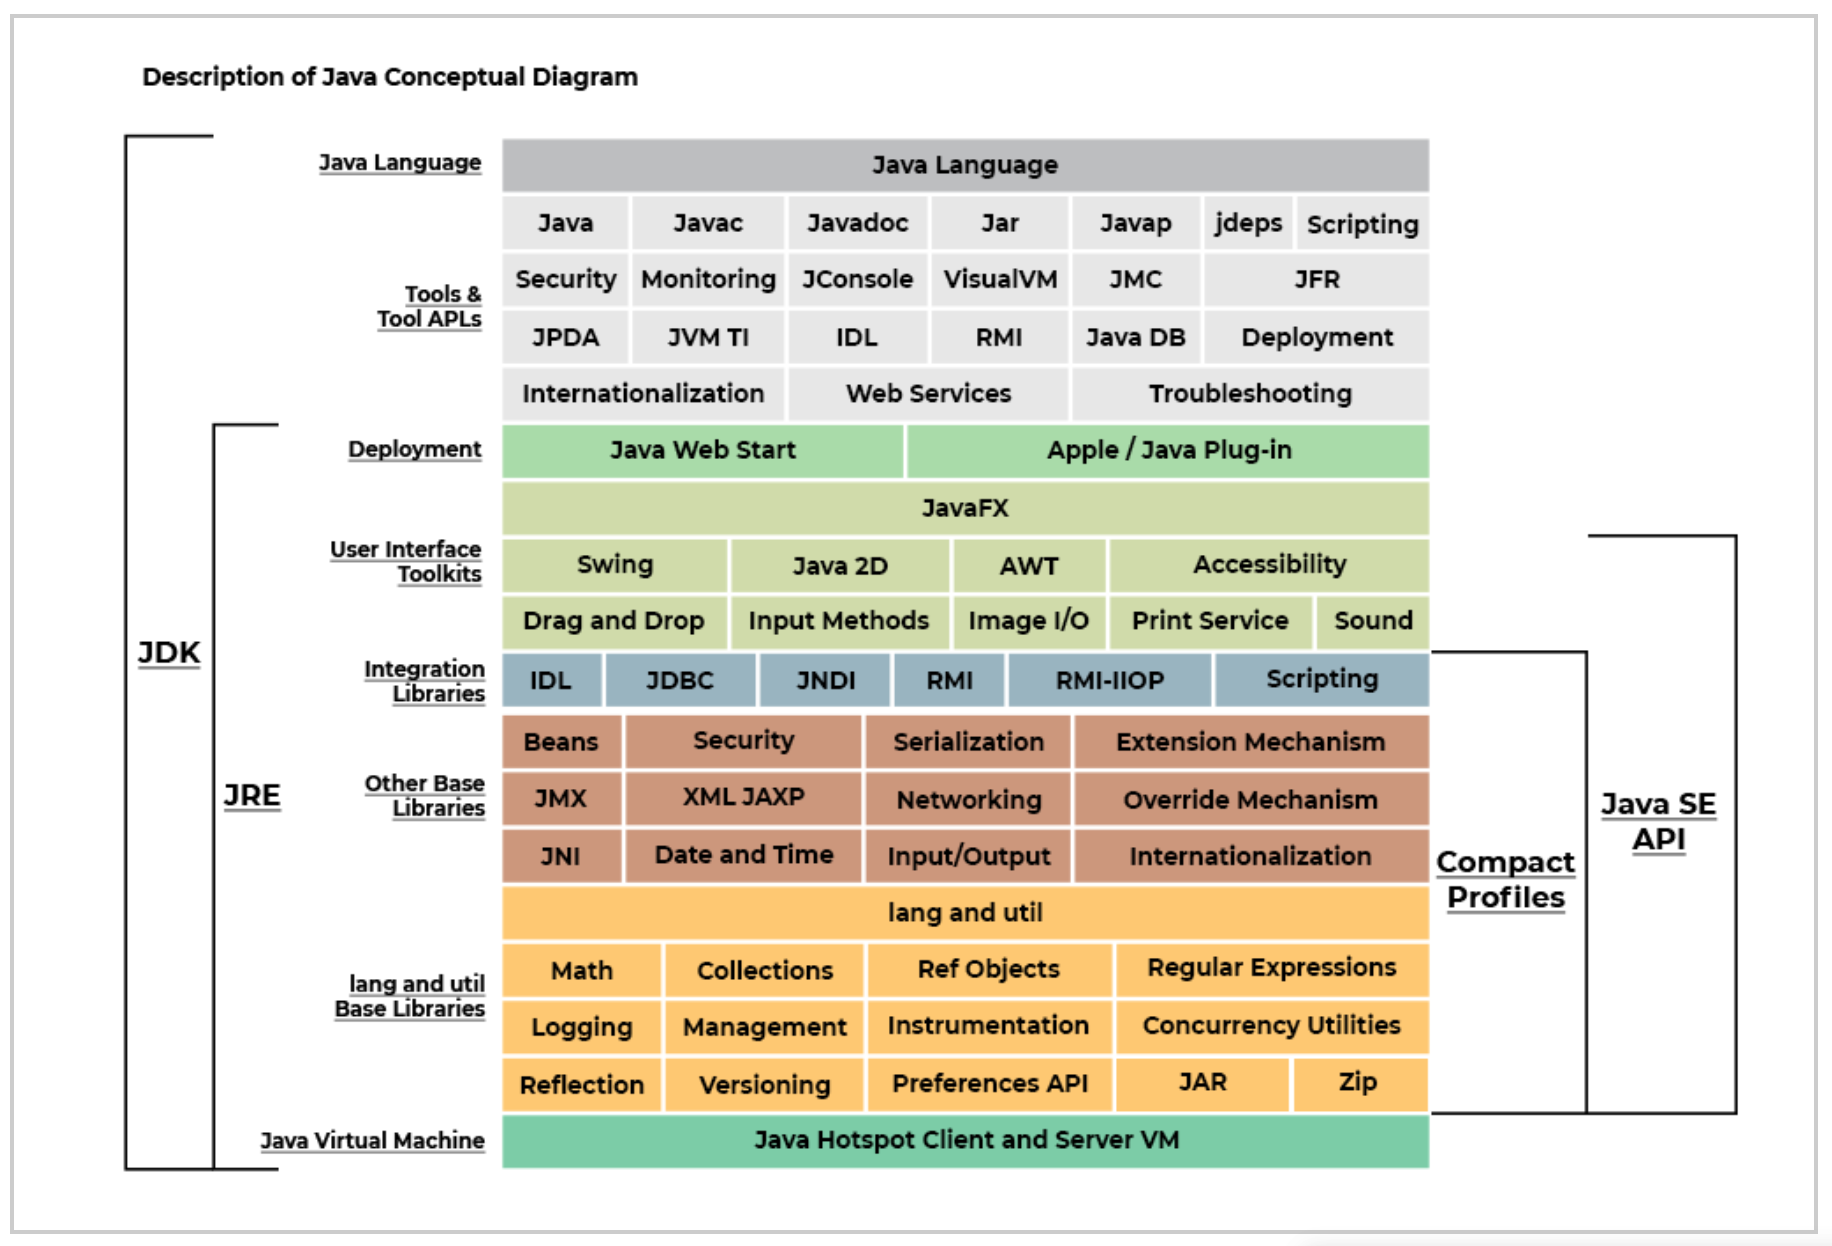 Description of Java Conceptual Diagram
Java Language
Java Language
Java Javac Javadoc Jar Javap jdeps Scripting
Tools &
Tool APLs
Security Monitoring JConsole VisualVM JMC JFR
JPDA JVM TI IDL RMI Java DB Deployment
Internationalization Web Services Troubleshooting
Deployment
Java Web Start Apple / Java Plug-in
JavaFX
User Interface
Toolkits
Swing Java 2D AWT Accessibility
Drag and Drop Input Methods Image I/O Print Service Sound
JDK
Integration
Libraries
IDL JDBC JNDI RMI RMI-IIOP Scripting
Beans Security Serialization Extension Mechanism
JRE
Other Base
Libraries
JMX XML JAXP Networking Override Mechanism
Java SE
API
JNI Date and Time Input/Output Internationalization
Compact
Profiles
lang and util
lang and util
Base Libraries
Math Collections Ref Objects Regular Expressions
Logging Management Instrumentation Concurrency Utilities
Reflection Versioning Preferences API JAR Zip
Java Virtual Machine
Java Hotspot Client and Server VM